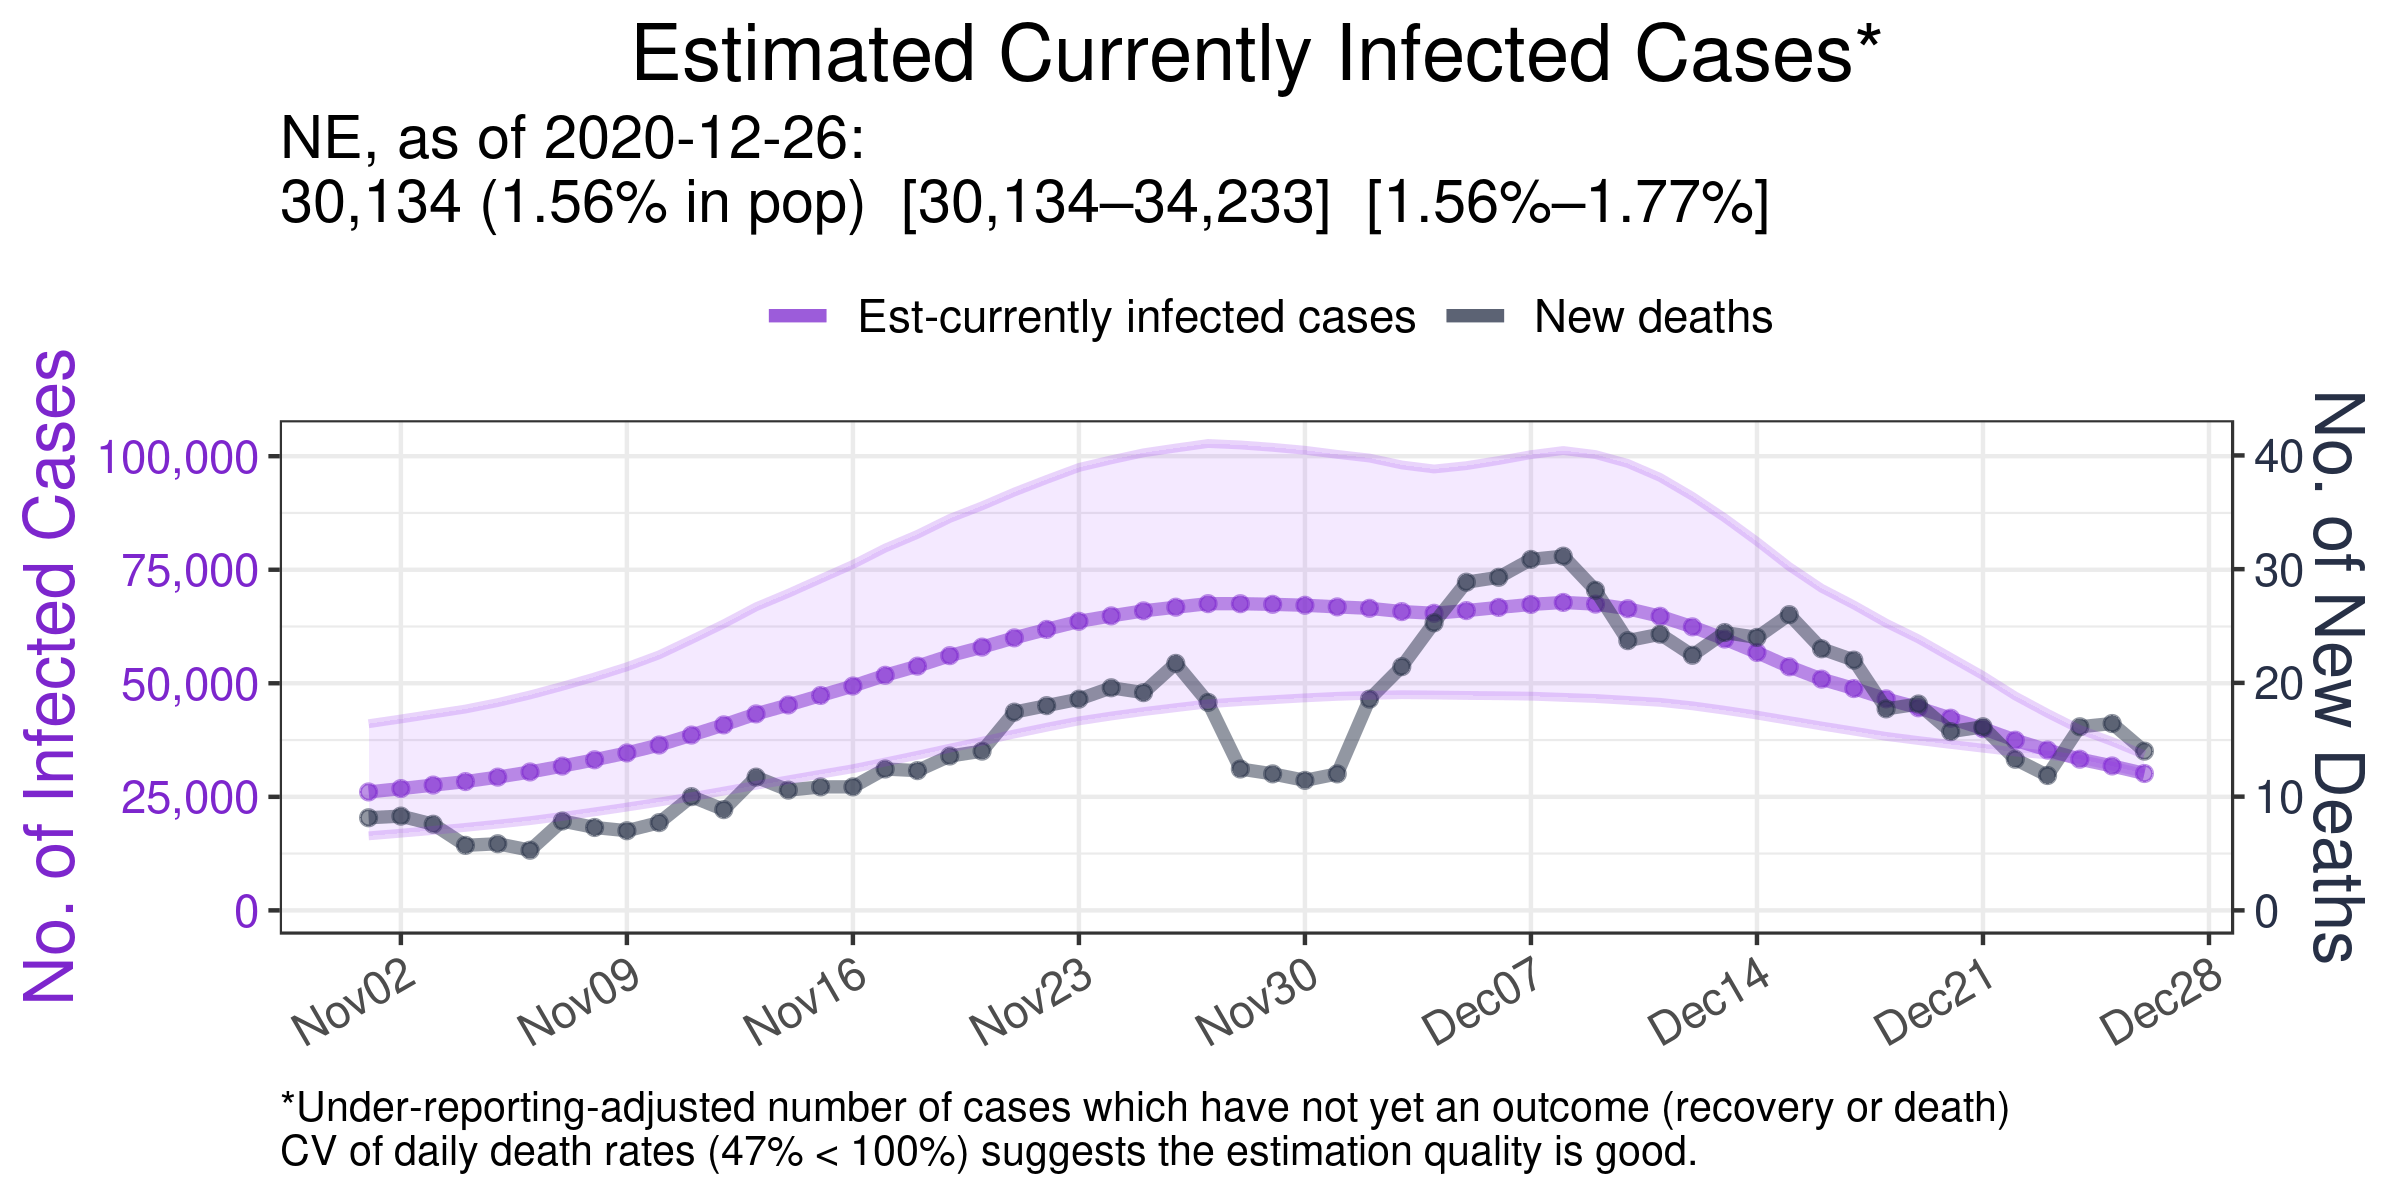 Estimated Currently Infected Cases*
NE, as of 2020-12-26:
30,134 (1.56% in pop)  [30,134–34,233]  [1.56%–1.77%]
Est-currently infected cases
New deaths
No. of Infected Cases
100,000
75,000
50,000
25,000
0
40
30
20
10
0
No. of New Deaths
Nov02
Nov09
Nov16
Nov23
Nov30
Dec07
Dec14
Dec21
Dec28
*Under-reporting-adjusted number of cases which have not yet an outcome (recovery or death)
CV of daily death rates (47% < 100%) suggests the estimation quality is good.